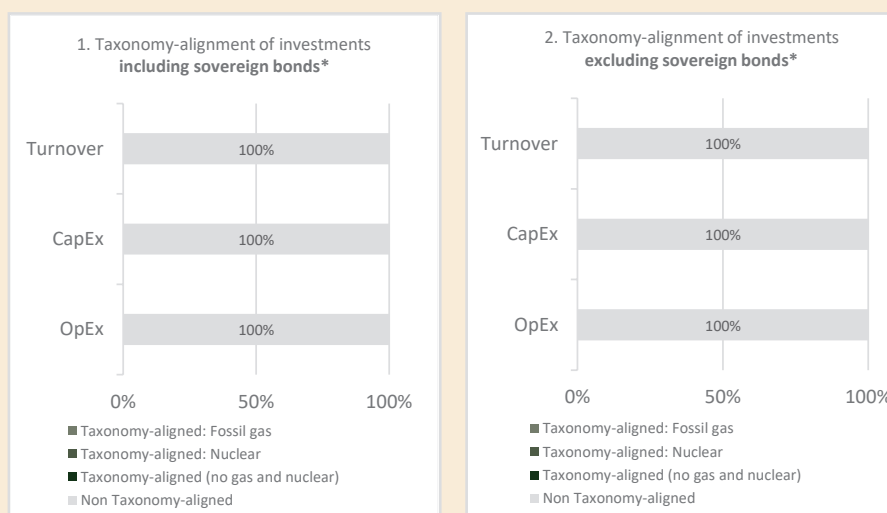 1. Taxonomy-alignment of investments
including sovereign bonds*
Turnover
100%
CapEx
100%
OpEx
100%
0%
50%
100%
Taxonomy-aligned: Fossil gas
Taxonomy-aligned: Nuclear
Taxonomy-aligned (no gas and nuclear)
Non Taxonomy-aligned
2. Taxonomy-alignment of investments
excluding sovereign bonds*
Turnover
100%
CapEx
100%
OpEx
100%
0%
50%
100%
Taxonomy-aligned: Fossil gas
Taxonomy-aligned: Nuclear
Taxonomy-aligned (no gas and nuclear)
Non Taxonomy-aligned